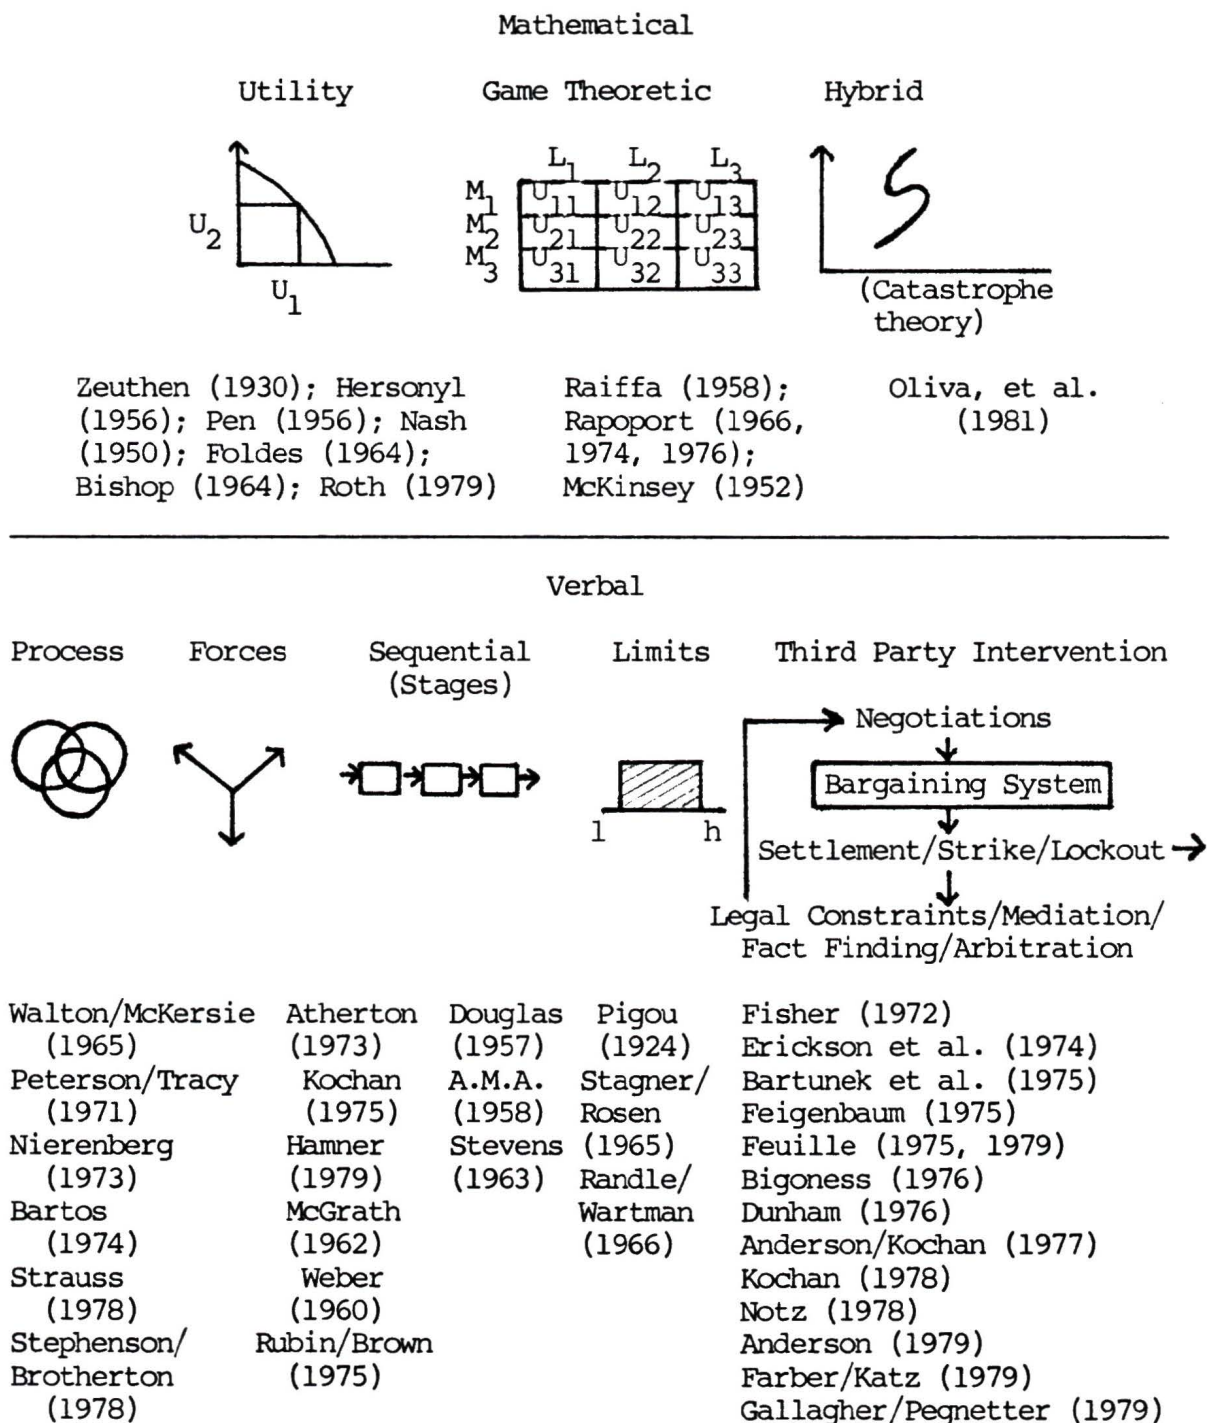 Mathematical
Utility
Game Theoretic
Hybrid
U2
U1
L1 L2 L3
M1 U11 U12 U13
M2 U21 U22 U23
M3 U31 U32 U33
(Catastrophe
theory)
Zeuthen (1930); Hersonyl
(1956); Pen (1956); Nash
(1950); Foldes (1964);
Bishop (1964); Roth (1979)
Raiffa (1958);
Rapoport (1966,
1974, 1976);
McKinsey (1952)
Oliva, et al.
(1981)
Verbal
Process
Forces
Sequential
(Stages)
Limits
Third Party Intervention
l h
Negotiations
Bargaining System
Settlement/Strike/Lockout
Legal Constraints/Mediation/
Fact Finding/Arbitration
Walton/McKersie
(1965)
Peterson/Tracy
(1971)
Nierenberg
(1973)
Bartos
(1974)
Strauss
(1978)
Stephenson/
Brotherton
(1978)
Atherton
(1973)
Kochan
(1975)
Hamner
(1979)
McGrath
(1962)
Weber
(1960)
Rubin/Brown
(1975)
Douglas
(1957)
A.M.A.
(1958)
Stevens
(1963)
Pigou
(1924)
Stagner/
Rosen
(1965)
Randle/
Wartman
(1966)
Fisher (1972)
Erickson et al. (1974)
Bartunek et al. (1975)
Feigenbaum (1975)
Feuille (1975, 1979)
Bigoness (1976)
Dunham (1976)
Anderson/Kochan (1977)
Kochan (1978)
Notz (1978)
Anderson (1979)
Farber/Katz (1979)
Gallagher/Pegnetter (1979)